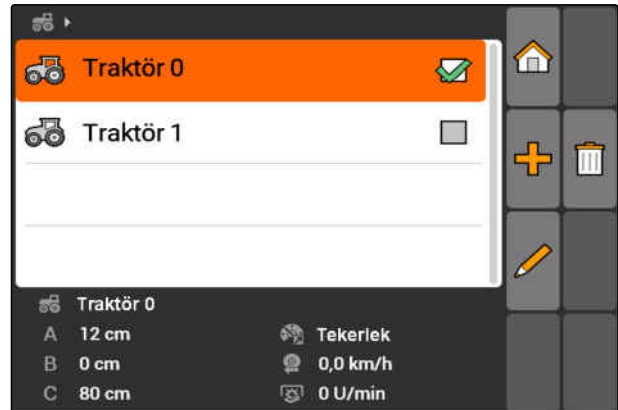 Traktör 0
Traktör 1
Traktör 0
A 12 cm Tekerlek
B 0 cm 0,0 km/h
C 80 cm 0 U/min